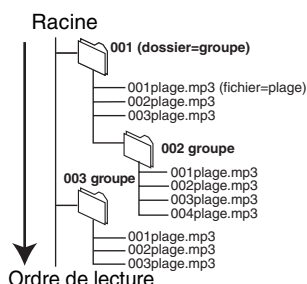 Racine
001 (dossier=groupe)
001plage.mp3 (fichier=plage)
002plage.mp3
003plage.mp3
002 groupe
001plage.mp3
002plage.mp3
003plage.mp3
004plage.mp3
003 groupe
001plage.mp3
002plage.mp3
003plage.mp3
Ordre de lecture